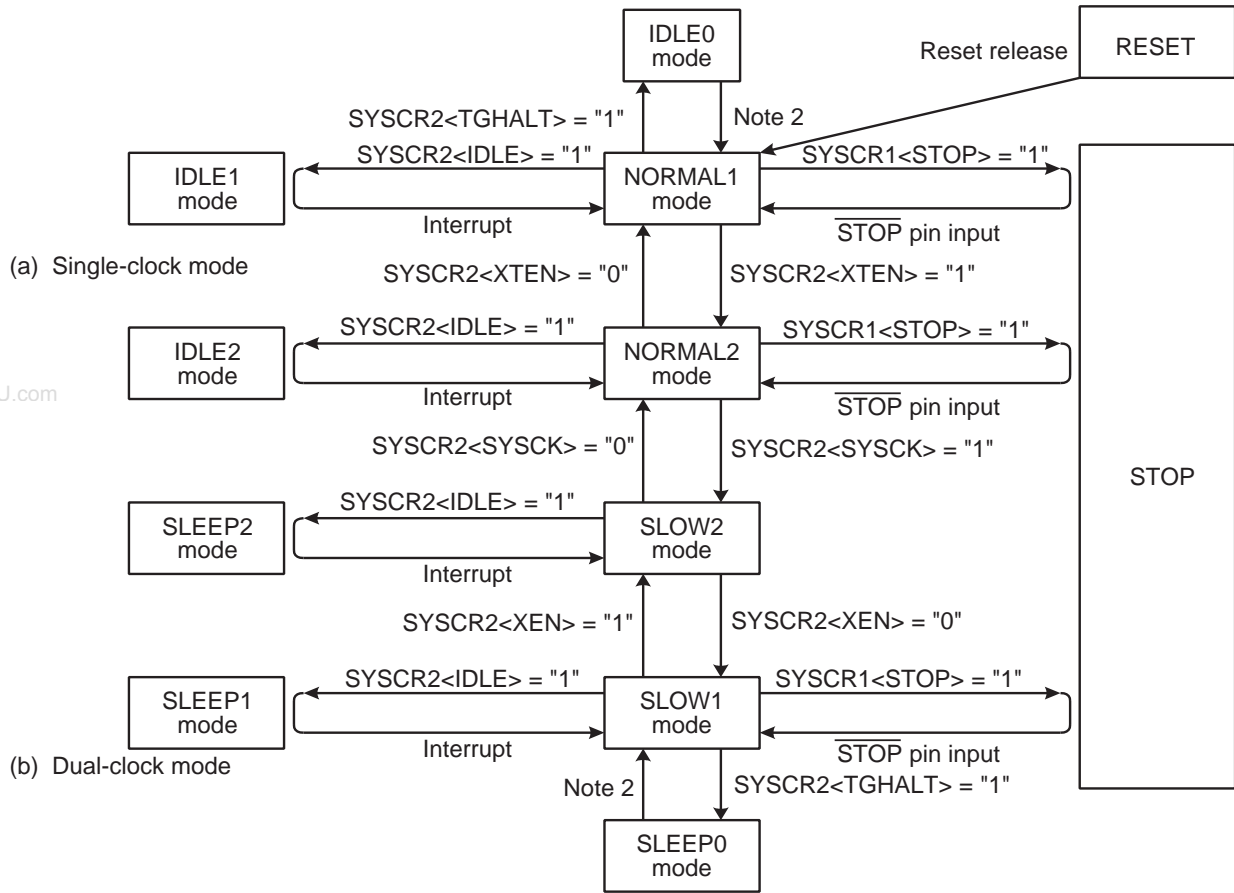 IDLE0
mode
Reset release
RESET
SYSCR2<TGHALT> = "1"
Note 2
IDLE1
mode
SYSCR2<IDLE> = "1"
Interrupt
NORMAL1
mode
SYSCR1<STOP> = "1"
STOP pin input
(a) Single-clock mode
SYSCR2<XTEN> = "0"
SYSCR2<XTEN> = "1"
IDLE2
mode
SYSCR2<IDLE> = "1"
Interrupt
NORMAL2
mode
SYSCR1<STOP> = "1"
STOP pin input
U.com
SYSCR2<SYSCK> = "0"
SYSCR2<SYSCK> = "1"
STOP
SLEEP2
mode
SYSCR2<IDLE> = "1"
Interrupt
SLOW2
mode
SYSCR2<XEN> = "1"
SYSCR2<XEN> = "0"
SLEEP1
mode
SYSCR2<IDLE> = "1"
Interrupt
SLOW1
mode
SYSCR1<STOP> = "1"
STOP pin input
(b) Dual-clock mode
Note 2
SYSCR2<TGHALT> = "1"
SLEEP0
mode